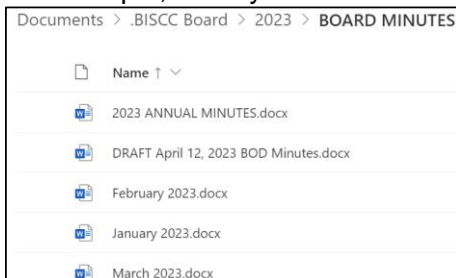 Documents > .BISCC Board > 2023 > BOARD MINUTES
Name ↑
2023 ANNUAL MINUTES.docx
DRAFT April 12, 2023 BOD Minutes.docx
February 2023.docx
January 2023.docx
March 2023.docx